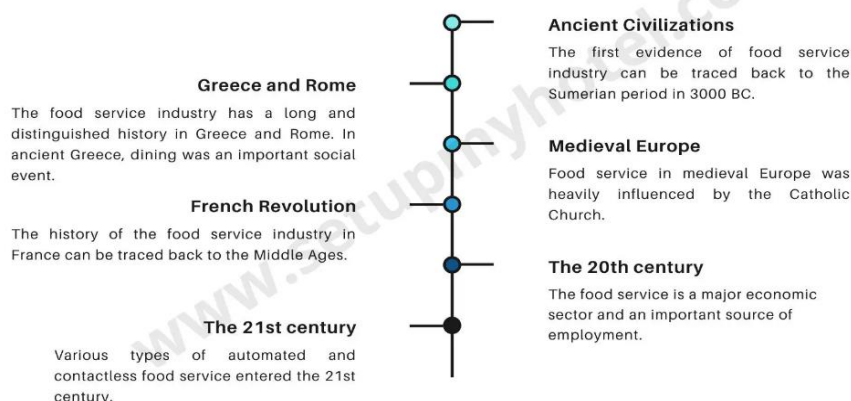 Ancient Civilizations
The first evidence of food service
industry can be traced back to the
Sumerian period in 3000 BC.
Greece and Rome
The food service industry has a long and
distinguished history in Greece and Rome. In
ancient Greece, dining was an important social
event.
Medieval Europe
Food service in medieval Europe was
heavily influenced by the Catholic
Church.
French Revolution
The history of the food service industry in
France can be traced back to the Middle Ages.
The 20th century
The food service is a major economic
sector and an important source of
employment.
The 21st century
Various types of automated and
contactless food service entered the 21st
century.
www.setupmyhotel.co